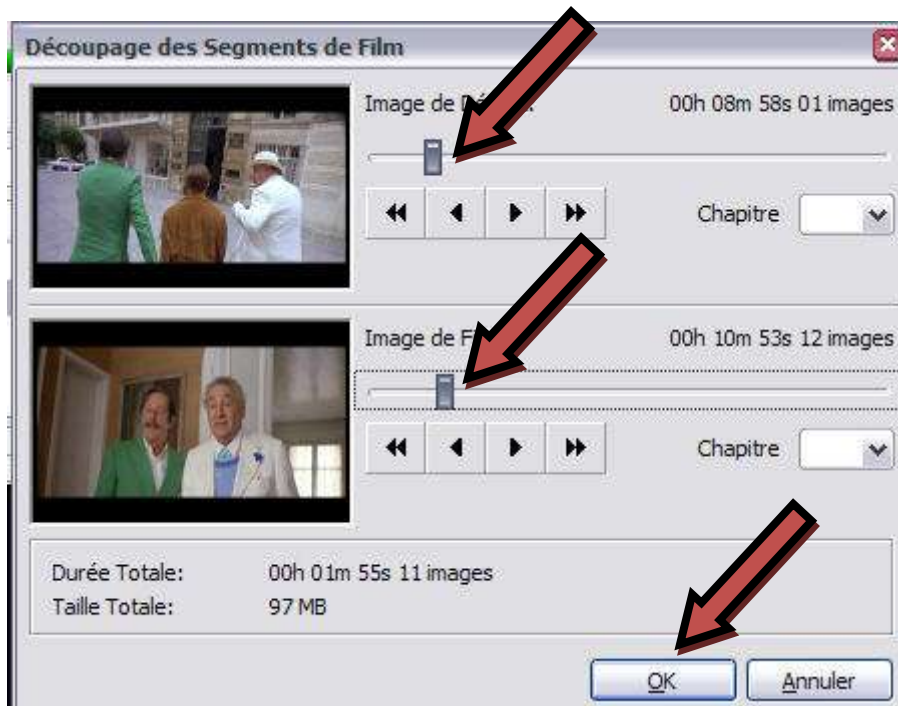 Découpage des Segments de Film
Image de 00h 08m 58s 01 images
Chapitre
Image de 00h 10m 53s 12 images
Chapitre
Durée Totale: 00h 01m 55s 11 images
Taille Totale: 97 MB
OK Annuler